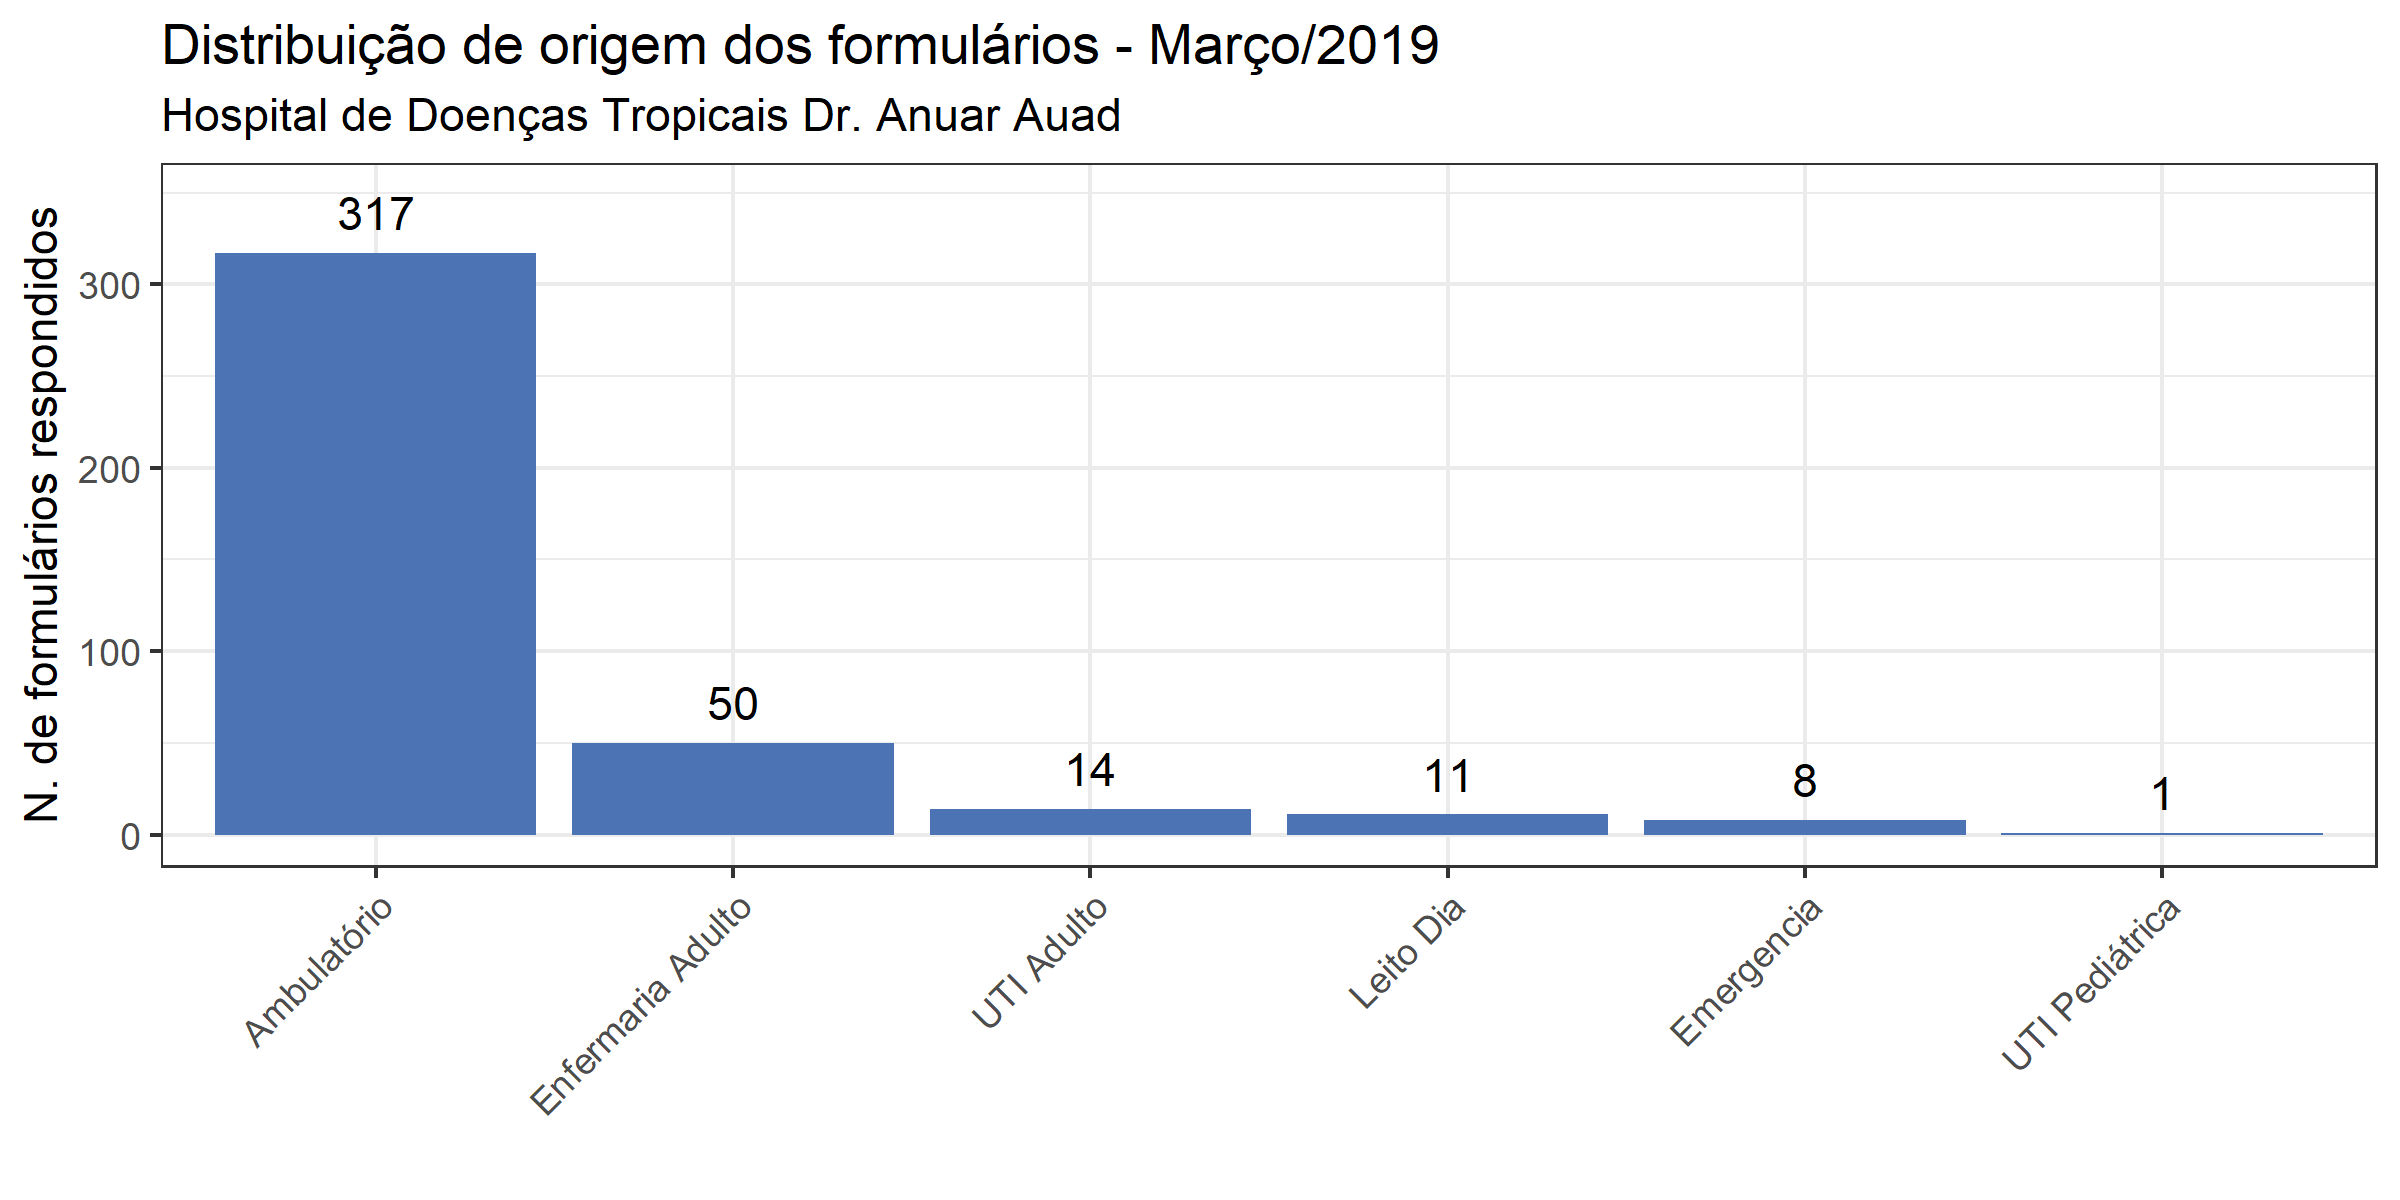 Distribuição de origem dos formulários - Março/2019
Hospital de Doenças Tropicais Dr. Anuar Auad
N. de formulários respondidos
300
200
100
0
317
50
14
11
8
1
Ambulatório
Enfermaria Adulto
UTI Adulto
Leito Dia
Emergencia
UTI Pediátrica